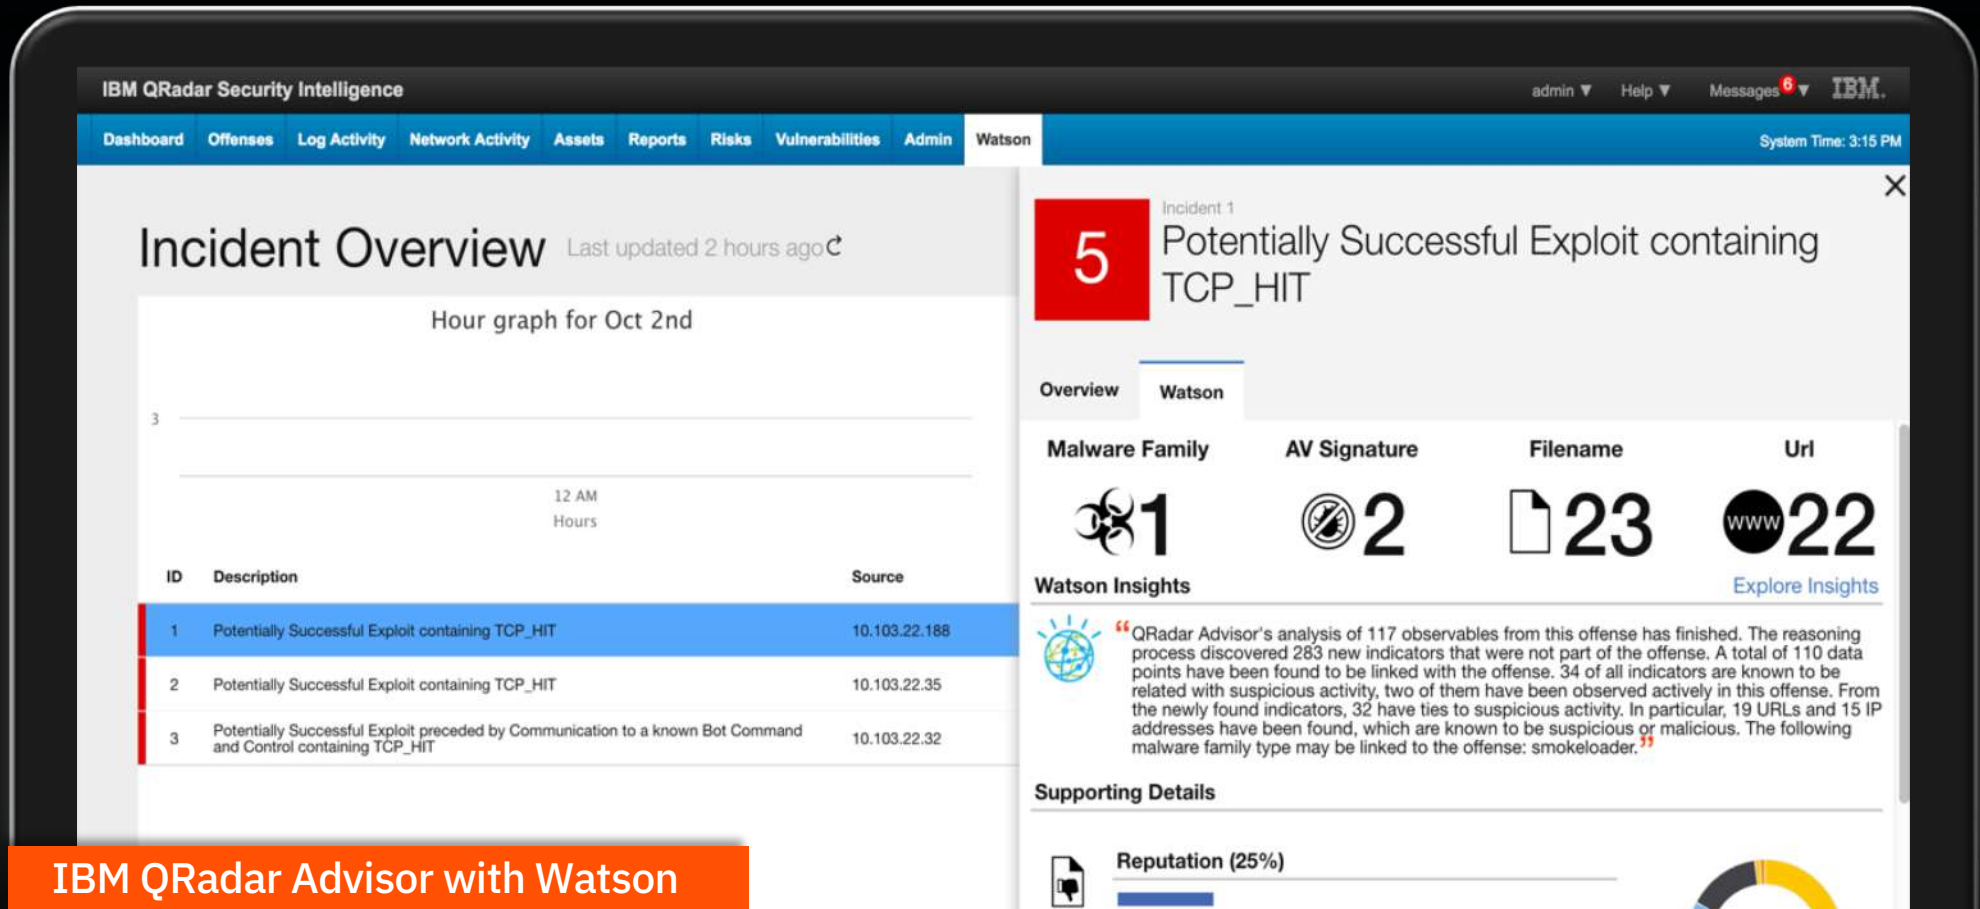 IBM QRadar Security Intelligence
admin Help Messages 6 IBM.
Dashboard Offenses Log Activity Network Activity Assets Reports Risks Vulnerabilities Admin Watson System Time: 3:15 PM
Incident Overview Last updated 2 hours ago
Hour graph for Oct 2nd
3
12 AM
Hours
ID Description Source
1 Potentially Successful Exploit containing TCP_HIT 10.103.22.188
2 Potentially Successful Exploit containing TCP_HIT 10.103.22.35
3 Potentially Successful Exploit preceded by Communication to a known Bot Command
and Control containing TCP_HIT 10.103.22.32
5
Incident 1
Potentially Successful Exploit containing
TCP_HIT
Overview Watson
Malware Family AV Signature Filename Url
1 2 23 www 22
Watson Insights Explore Insights
“QRadar Advisor's analysis of 117 observables from this offense has finished. The reasoning
process discovered 283 new indicators that were not part of the offense. A total of 110 data
points have been found to be linked with the offense. 34 of all indicators are known to be
related with suspicious activity, two of them have been observed actively in this offense. From
the newly found indicators, 32 have ties to suspicious activity. In particular, 19 URLs and 15 IP
addresses have been found, which are known to be suspicious or malicious. The following
malware family type may be linked to the offense: smokeloader.”
Supporting Details
Reputation (25%)
IBM QRadar Advisor with Watson